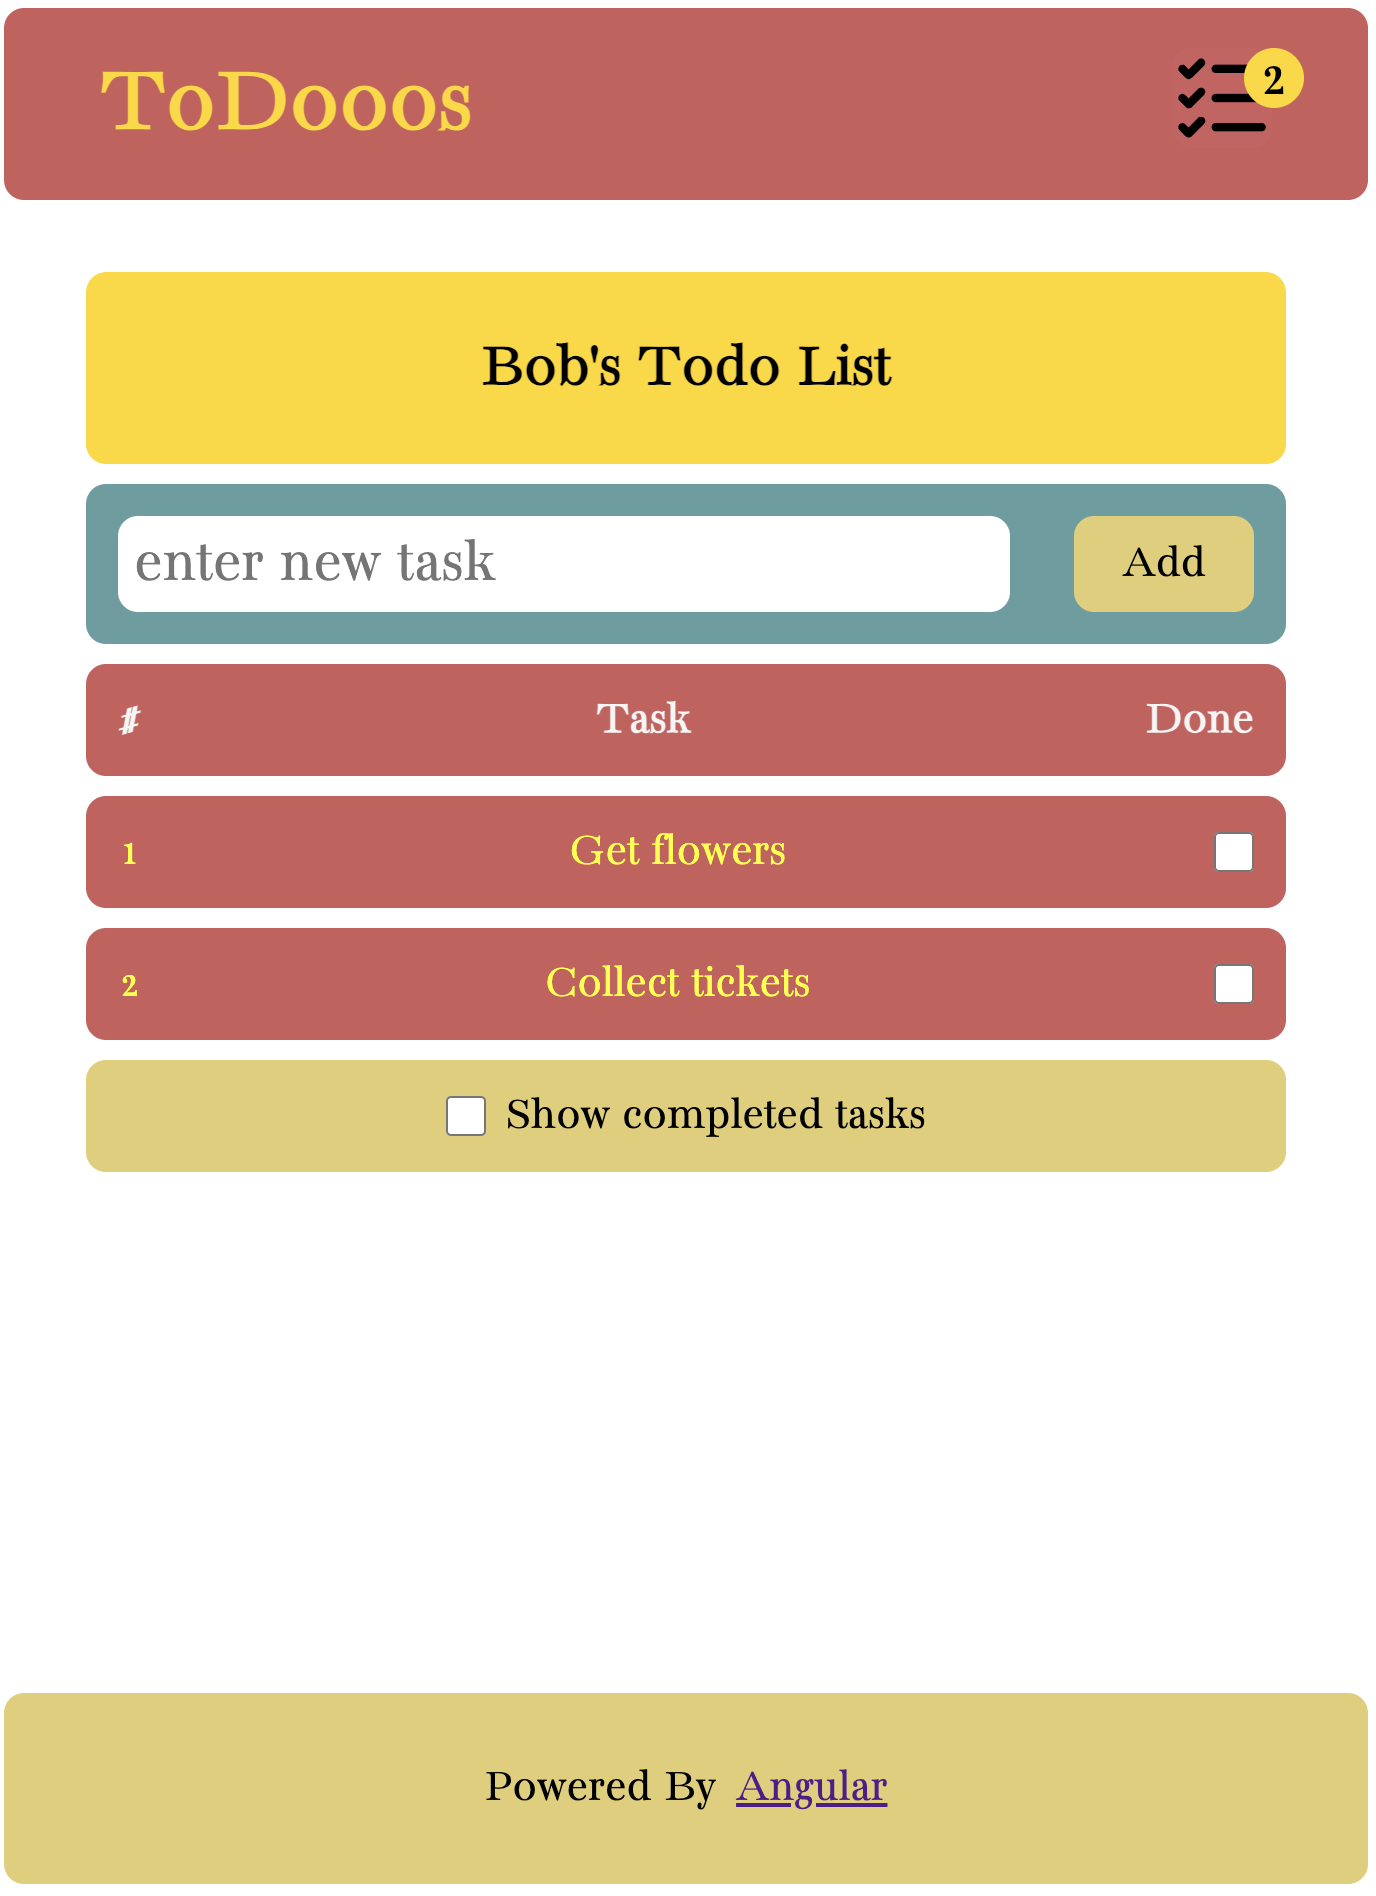 ToDooos
2
Bob's Todo List
enter new task
Add
# Task Done
1 Get flowers
2 Collect tickets
Show completed tasks
Powered By Angular